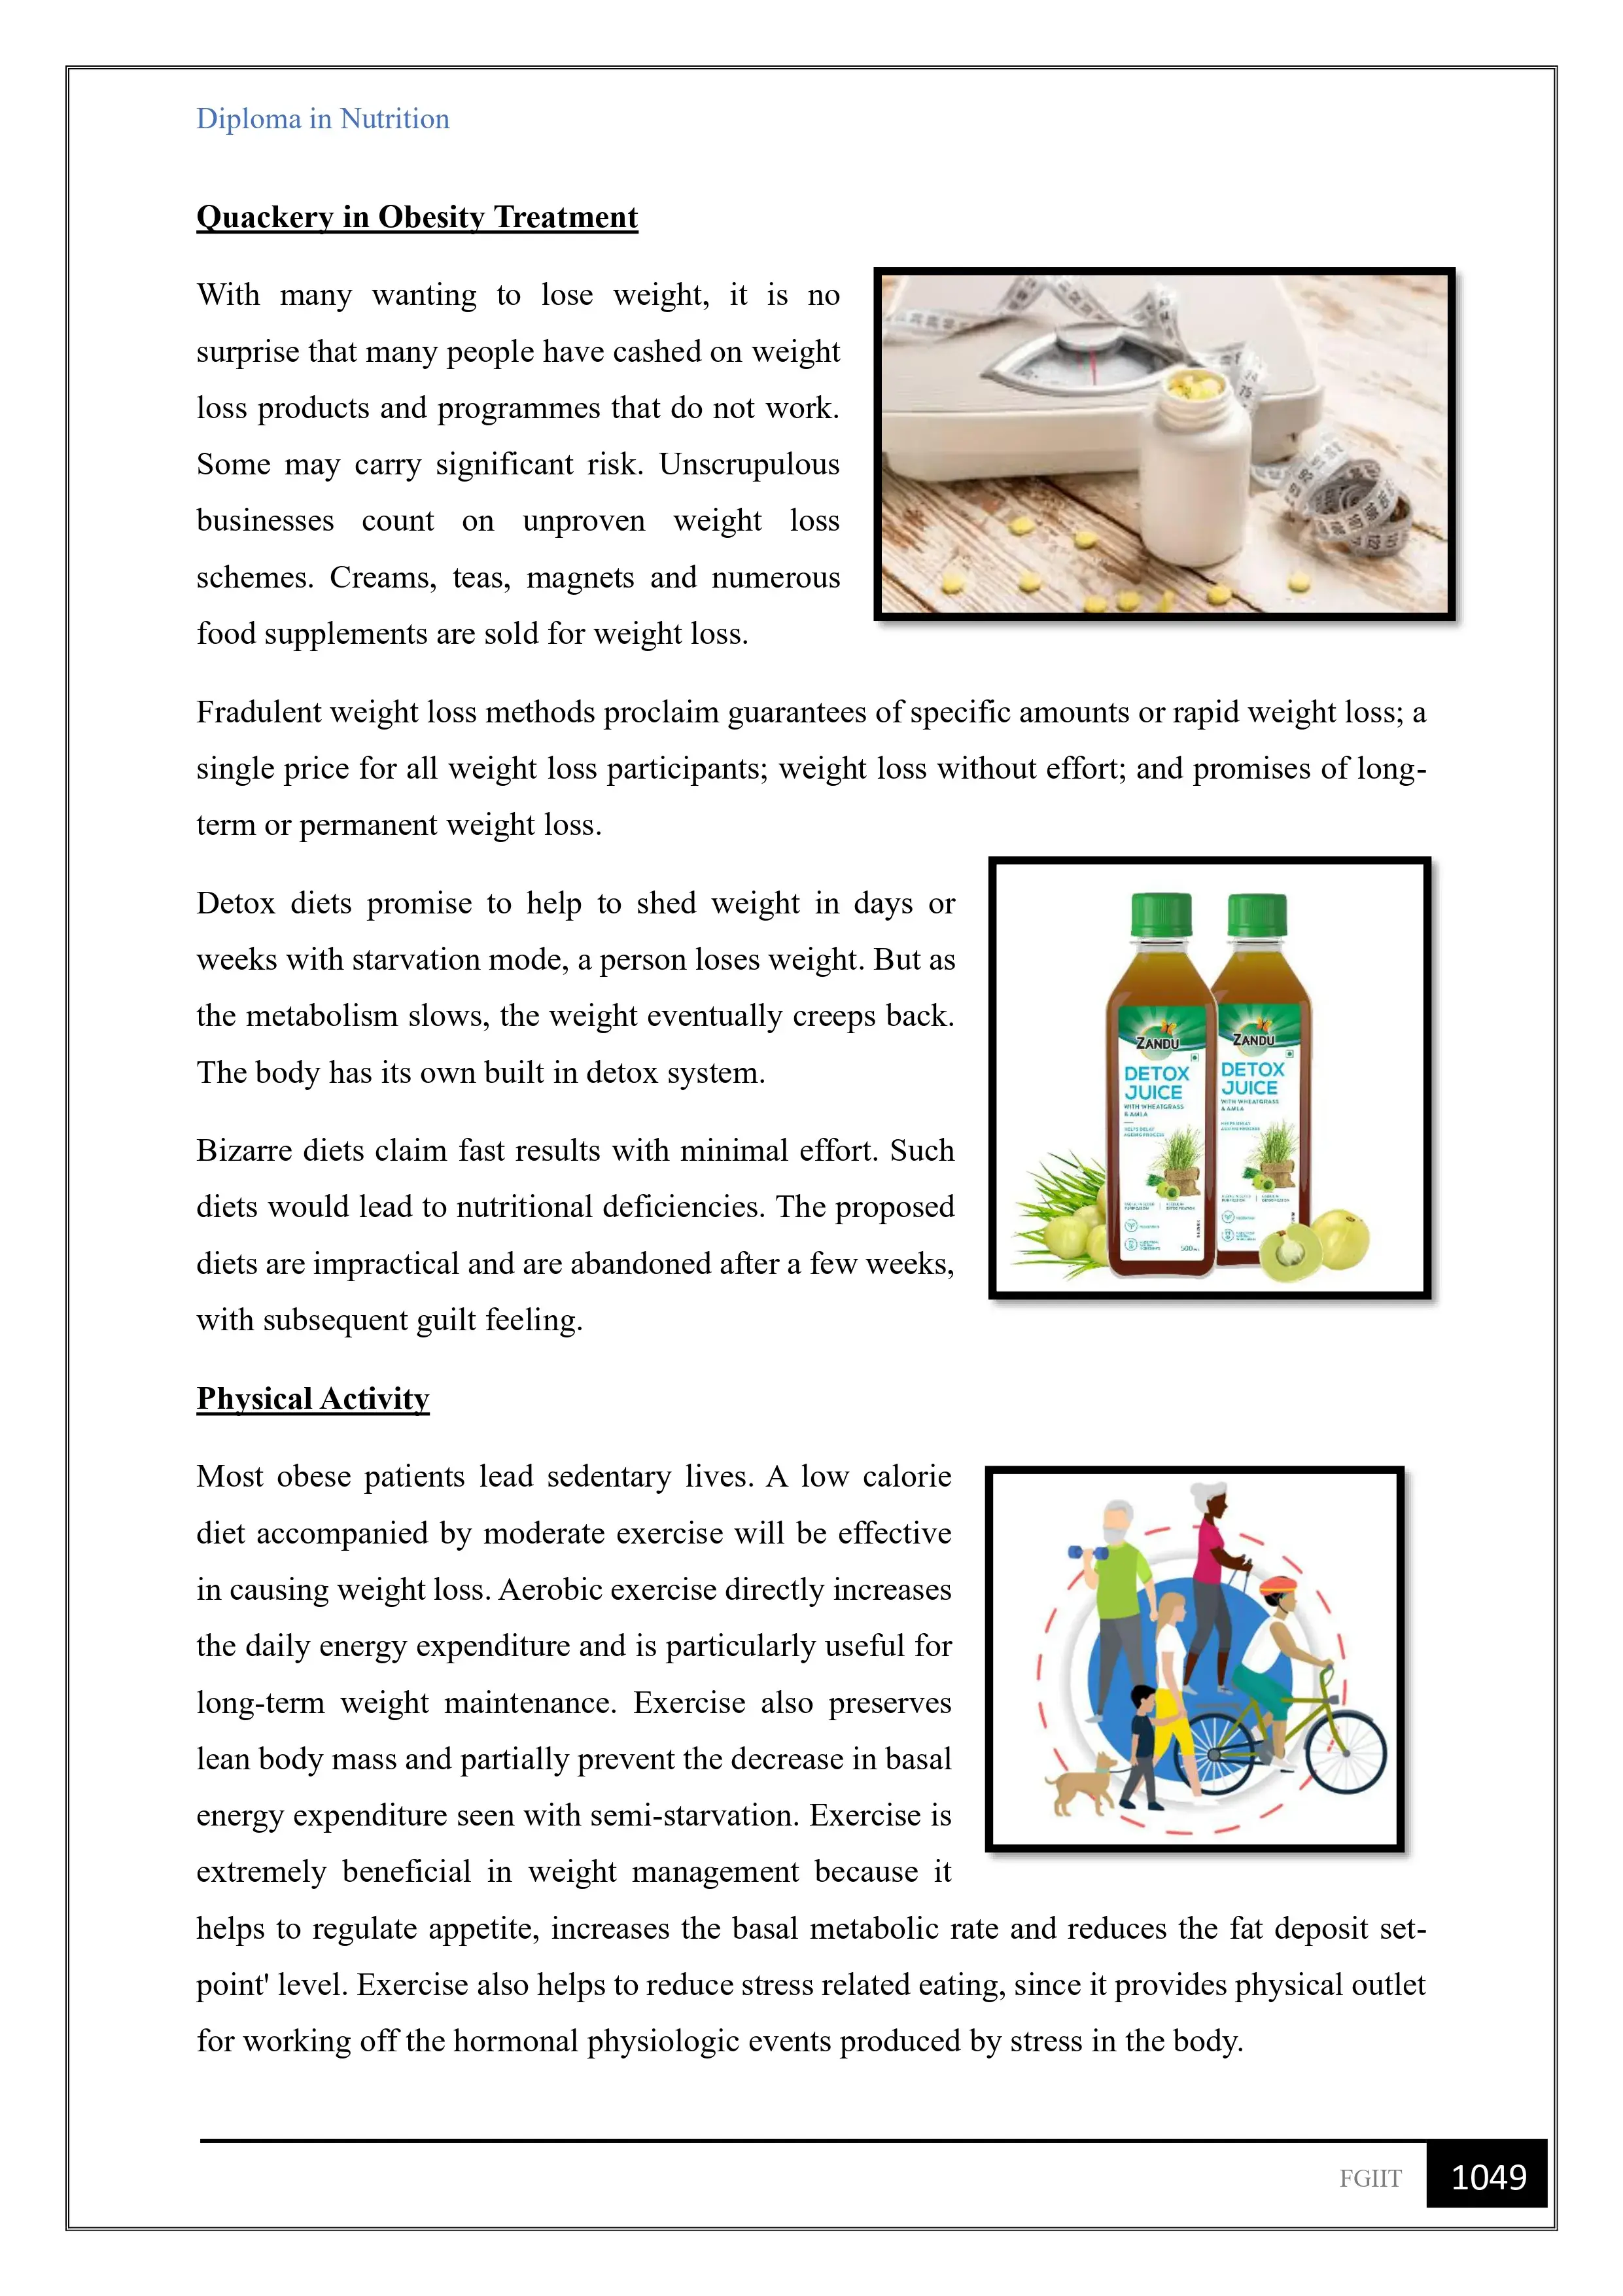 Diploma in Nutrition
Quackery in Obesity Treatment
With many wanting to lose weight, it is no
surprise that many people have cashed on weight
loss products and programmes that do not work.
Some may carry significant risk. Unscrupulous
businesses count on unproven weight loss
schemes. Creams, teas, magnets and numerous
food supplements are sold for weight loss.
Fradulent weight loss methods proclaim guarantees of specific amounts or rapid weight loss; a
single price for all weight loss participants; weight loss without effort; and promises of long-
term or permanent weight loss.
Detox diets promise to help to shed weight in days or
weeks with starvation mode, a person loses weight. But as
the metabolism slows, the weight eventually creeps back.
The body has its own built in detox system.
Bizarre diets claim fast results with minimal effort. Such
diets would lead to nutritional deficiencies. The proposed
diets are impractical and are abandoned after a few weeks,
with subsequent guilt feeling.
ZANDU
DETOX
JUICE
WITH WHEATGRASS
& AMLA
HELPS DELAY
AGEING PROCESS
500
ZANDU
DETOX
JUICE
WITH WHEATGRASS
& AMLA
HELPS DELAY
AGEING PROCESS
Physical Activity
Most obese patients lead sedentary lives. A low calorie
diet accompanied by moderate exercise will be effective
in causing weight loss. Aerobic exercise directly increases
the daily energy expenditure and is particularly useful for
long-term weight maintenance. Exercise also preserves
lean body mass and partially prevent the decrease in basal
energy expenditure seen with semi-starvation. Exercise is
extremely beneficial in weight management because it
helps to regulate appetite, increases the basal metabolic rate and reduces the fat deposit set-
point' level. Exercise also helps to reduce stress related eating, since it provides physical outlet
for working off the hormonal physiologic events produced by stress in the body.
FGIIT 1049